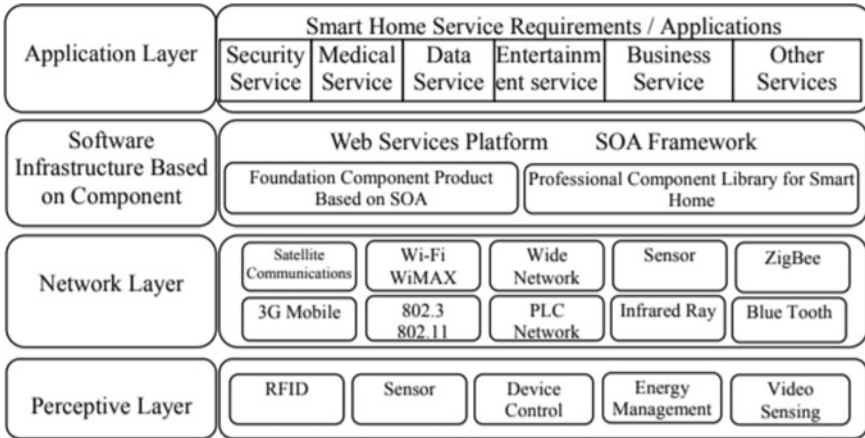 Application Layer
Smart Home Service Requirements / Applications
Security
Service
Medical
Service
Data
Service
Entertainm
ent service
Business
Service
Other
Services
Software
Infrastructure Based
on Component
Web Services Platform SOA Framework
Foundation Component Product
Based on SOA
Professional Component Library for Smart
Home
Network Layer
Satellite
Communications
Wi-Fi
WiMAX
Wide
Network
Sensor
ZigBee
3G Mobile
802.3
802.11
PLC
Network
Infrared Ray
Blue Tooth
Perceptive Layer
RFID
Sensor
Device
Control
Energy
Management
Video
Sensing